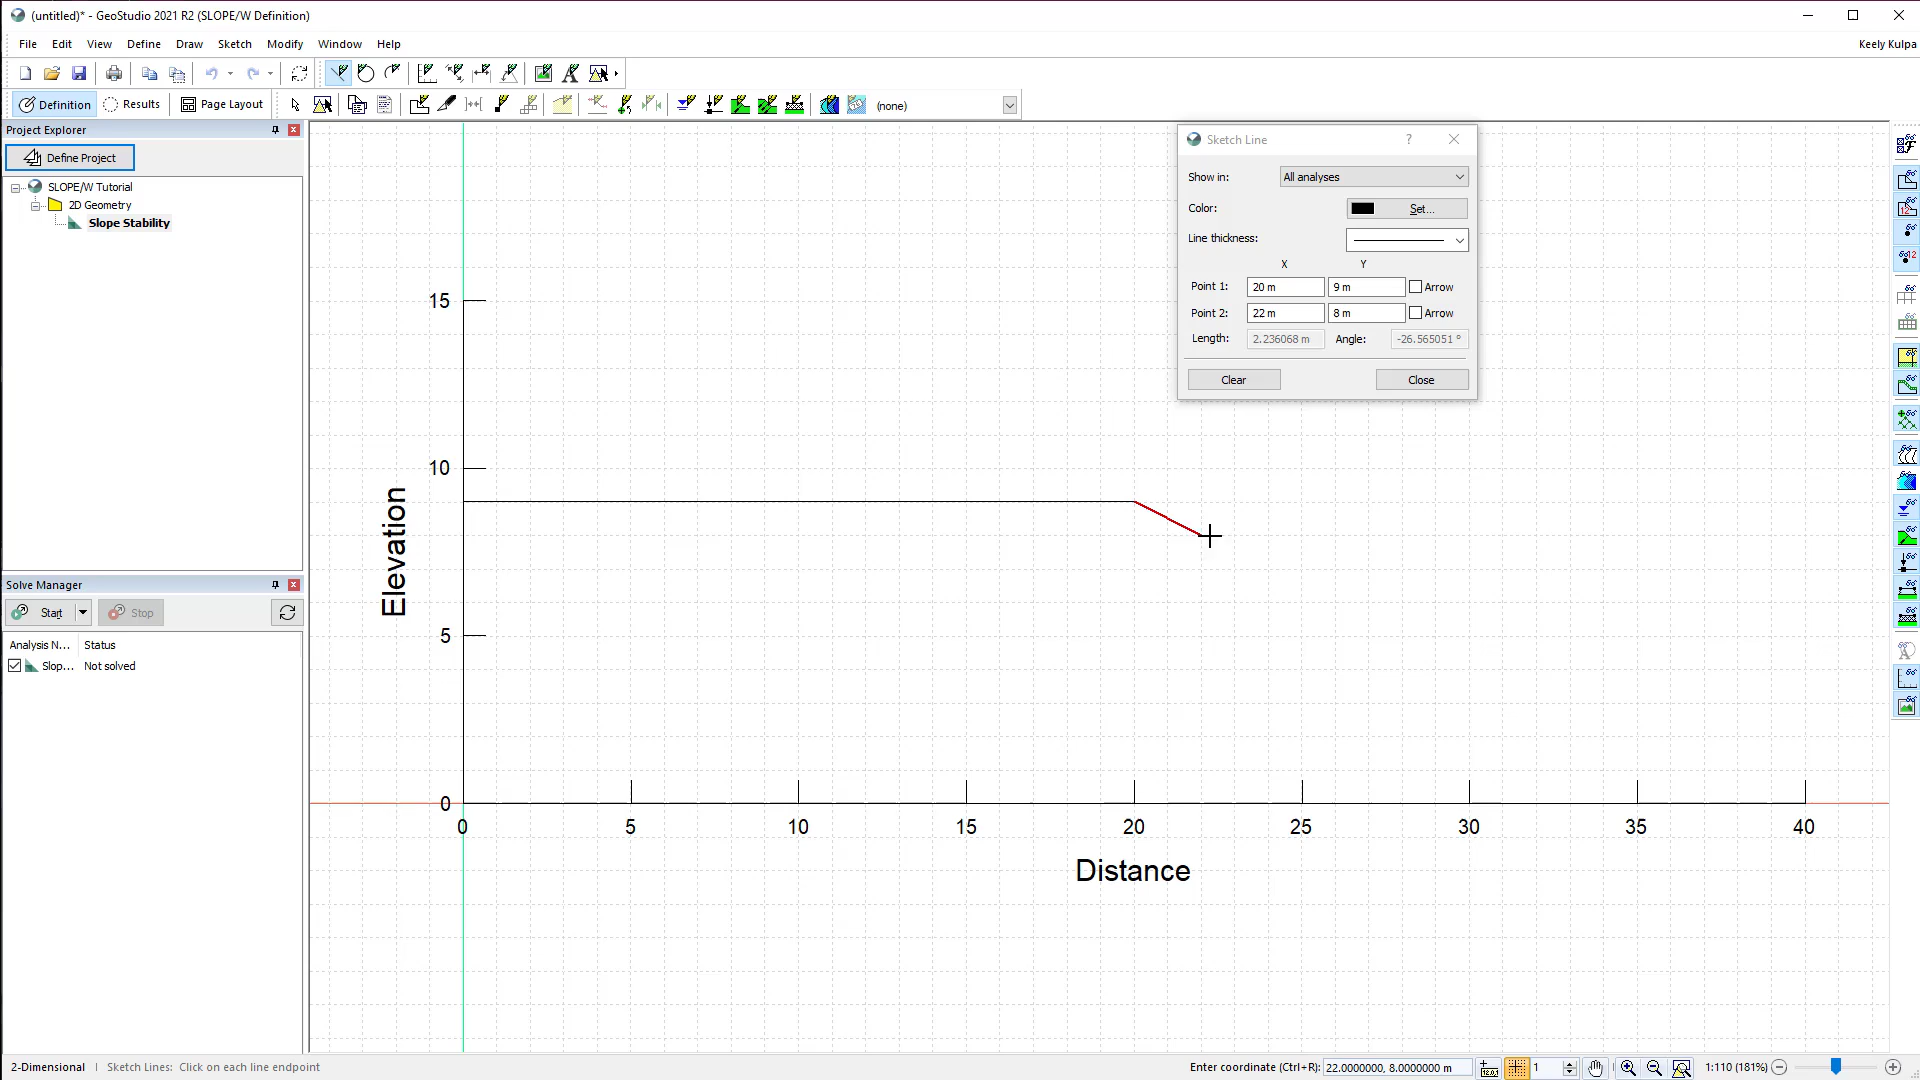 (untitled)* - GeoStudio 2021 R2 (SLOPE/W Definition)
File Edit View Define Draw Sketch Modify Window Help
Keely Kulpa
Definition Results Page Layout
(none)
Project Explorer
Define Project
SLOPE/W Tutorial
2D Geometry
Slope Stability
Solve Manager
Start Stop
Analysis N... Status
Slop... Not solved
Sketch Line
?
Show in: All analyses
Color: Set...
Line thickness:
X Y
Point 1: 20 m 9 m Arrow
Point 2: 22 m 8 m Arrow
Length: 2.236068 m Angle: -26.565051 °
Clear Close
15
10
5
0
Elevation
0 5 10 15 20 25 30 35 40
Distance
2-Dimensional Sketch Lines: Click on each line endpoint
Enter coordinate (Ctrl+R): 22.0000000, 8.0000000 m 1 1:110 (181%)